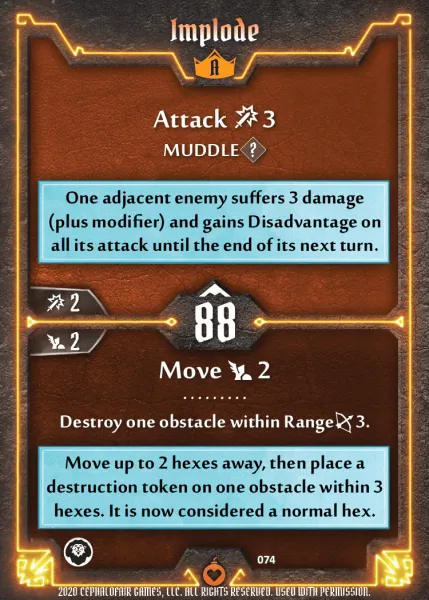 Implode
A
Attack 3
MUDDLE ?
One adjacent enemy suffers 3 damage
(plus modifier) and gains Disadvantage on
all its attack until the end of its next turn.
2
88
2
Move 2
.........
Destroy one obstacle within Range 3.
Move up to 2 hexes away, then place a
destruction token on one obstacle within 3
hexes. It is now considered a normal hex.
074
2020 CEPHALOFAIR GAMES, LLC. ALL RIGHTS RESERVED. USED WITH PERMISSION.